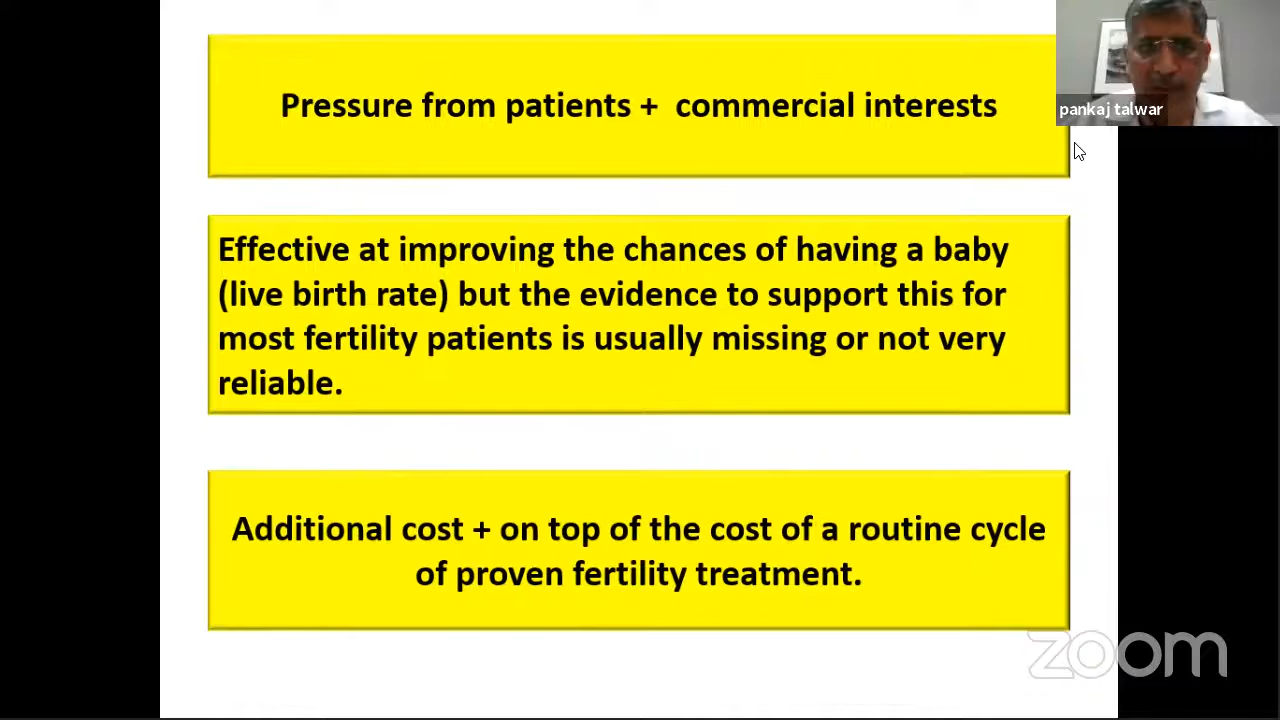 Pressure from patients + commercial interests
pankaj talwar
Effective at improving the chances of having a baby
(live birth rate) but the evidence to support this for
most fertility patients is usually missing or not very
reliable.
Additional cost + on top of the cost of a routine cycle
of proven fertility treatment.
zoom